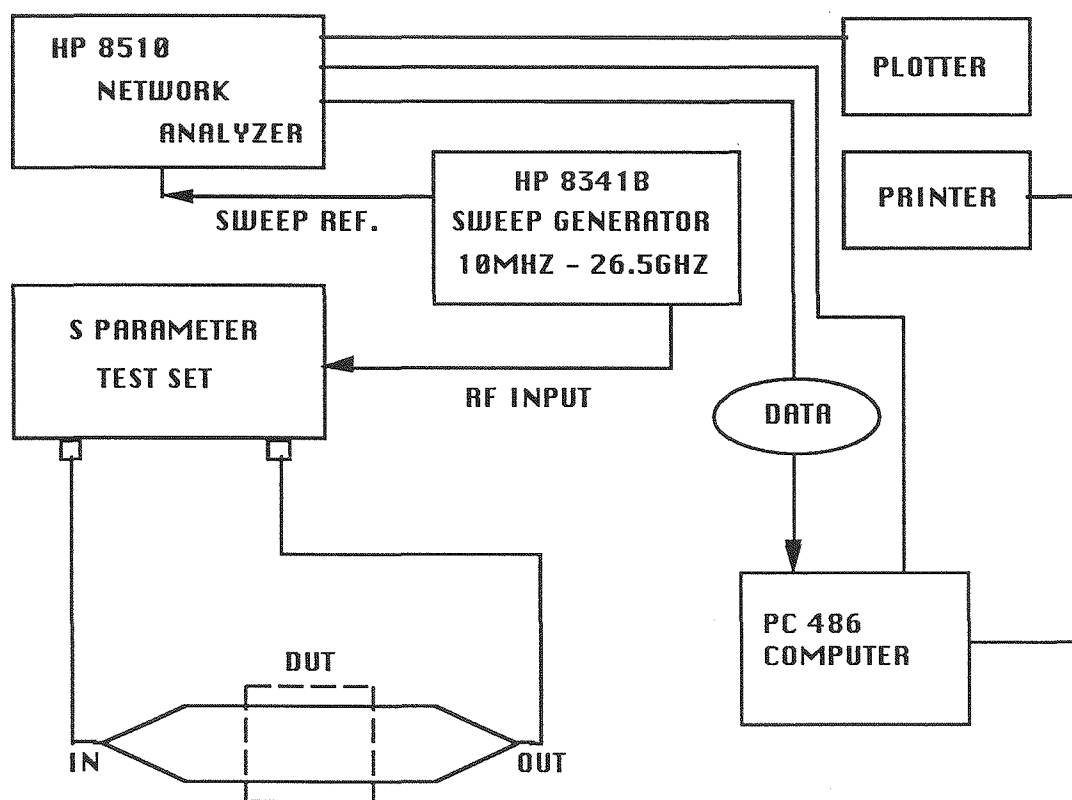 HP 8510
NETWORK
ANALYZER
PLOTTER
HP 8341B
SWEEP GENERATOR
10MHZ - 26.5GHZ
PRINTER
SWEEP REF.
S PARAMETER
TEST SET
RF INPUT
DATA
PC 486
COMPUTER
DUT
IN
OUT